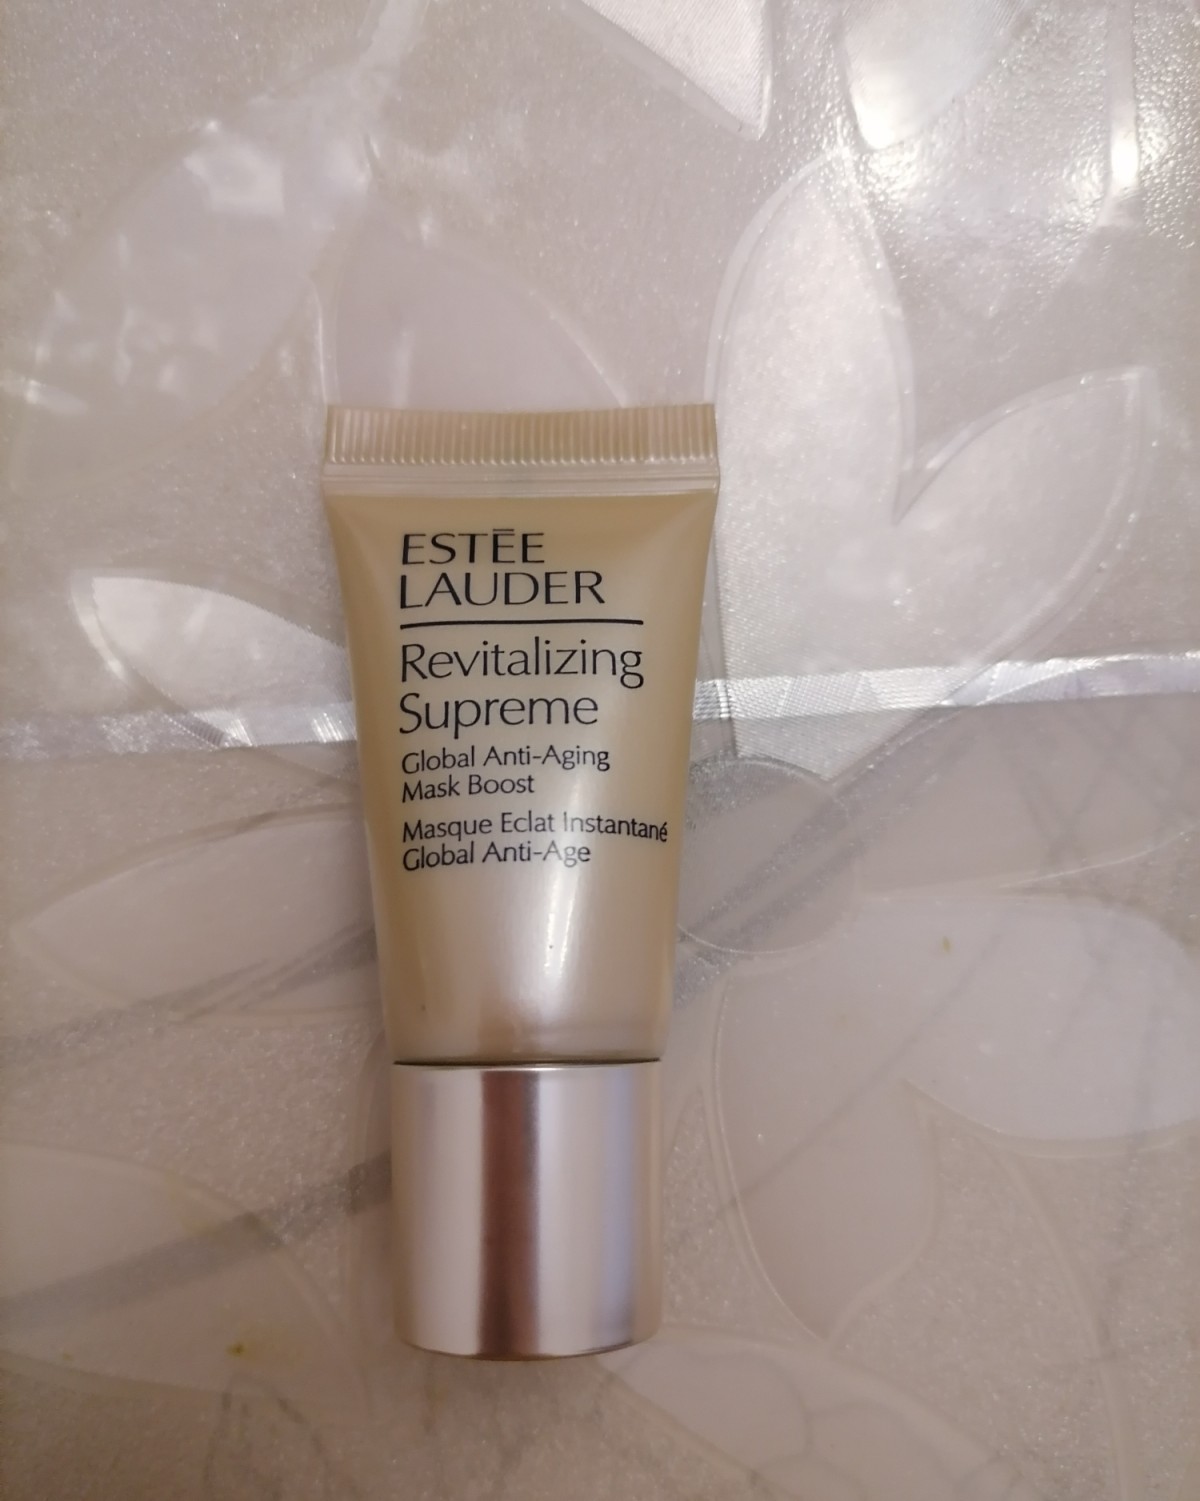 ESTĒE
LAUDER
Revitalizing
Supreme
Global Anti-Aging
Mask Boost
Masque Eclat Instantané
Global Anti-Age